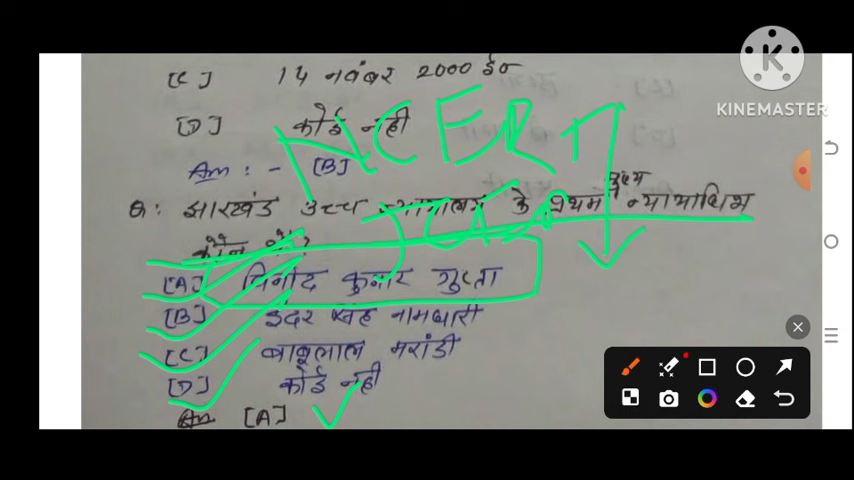 [C] 14 नवंबर 2000 ई०
[D] कोई नही
NCERT
Ans:- [B]
Q: झारखंड उच्च न्यायालय के प्रथम मुख्य न्यायाधिश
कौन थे?
[A] विनोद कुमार गुप्ता
[B] इंदर सिंह नामधारी
[C] बाबूलाल मरांडी
[D] कोई नही
Ans [A]
K
KINEMASTER